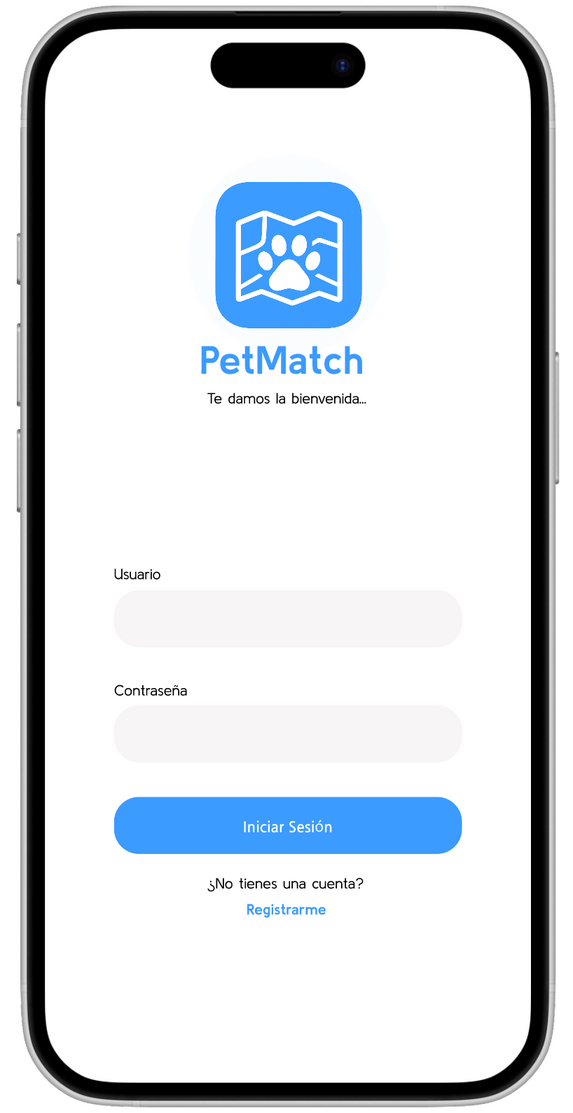 PetMatch
Te damos la bienvenida...
Usuario
Contraseña
Iniciar Sesión
¿No tienes una cuenta?
Registrarme